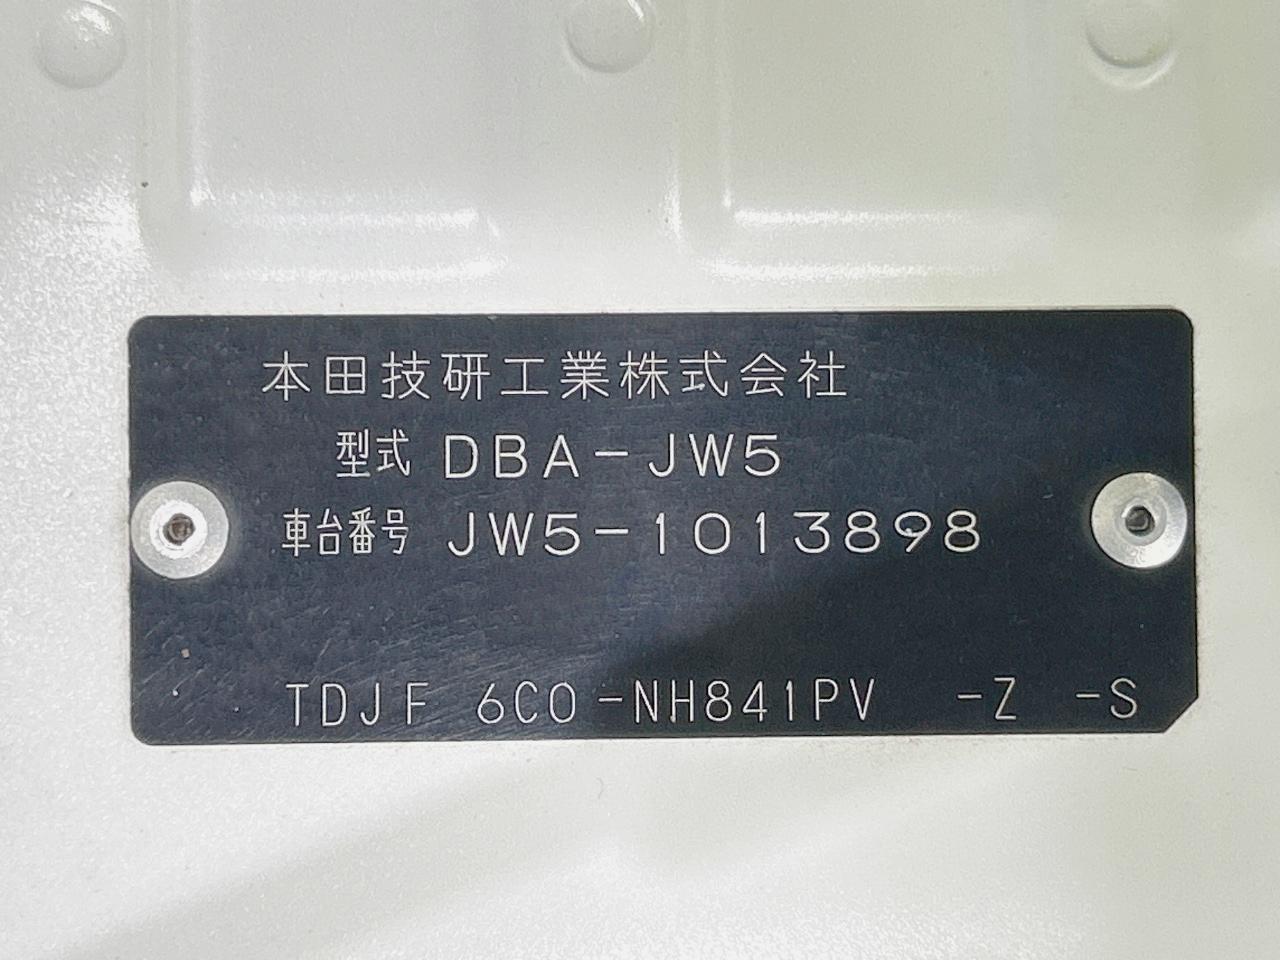 本田技研工業株式会社
型式 DBA-JW5
車台番号 JW5-1013898
TDJF 6C0-NH841PV -Z -S